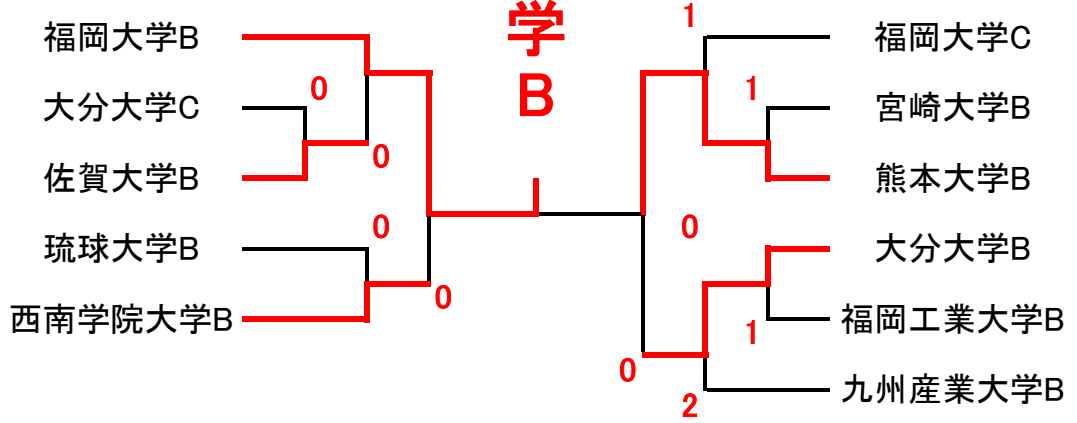 学
B
福岡大学B
大分大学C
佐賀大学B
琉球大学B
西南学院大学B
0
0
0
0
1
1
0
1
0
2
福岡大学C
宮崎大学B
熊本大学B
大分大学B
福岡工業大学B
九州産業大学B